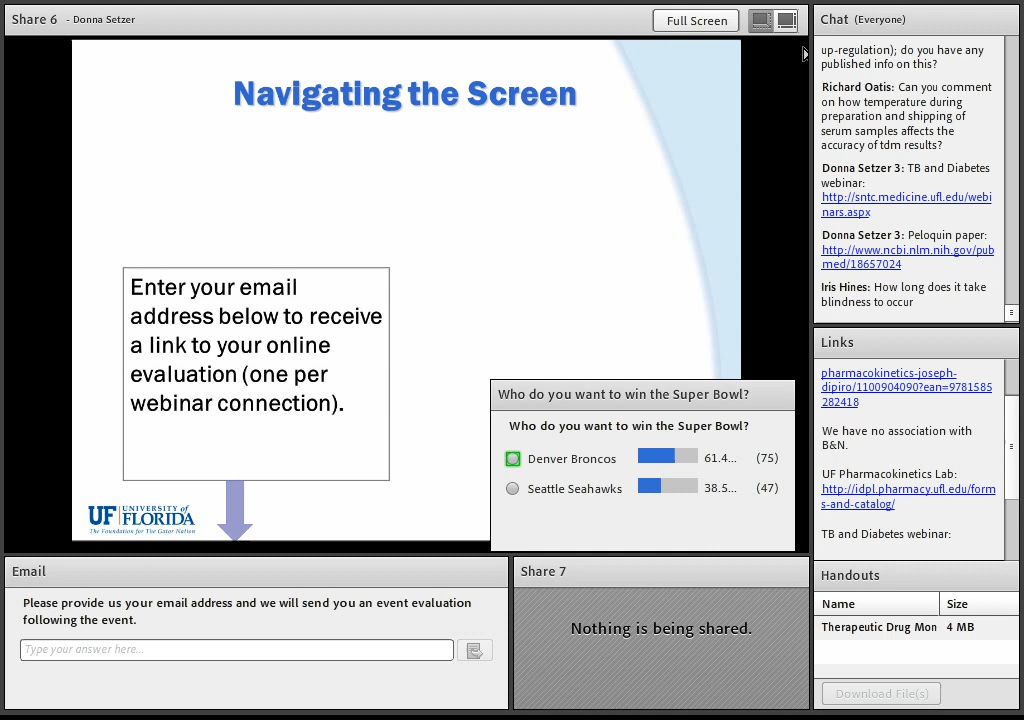 Share 6 - Donna Setzer
Full Screen
Navigating the Screen
Enter your email
address below to receive
a link to your online
evaluation (one per
webinar connection).
UF UNIVERSITY of
FLORIDA
The Foundation for The Gator Nation
Who do you want to win the Super Bowl?
Who do you want to win the Super Bowl?
Denver Broncos 61.4... (75)
Seattle Seahawks 38.5... (47)
Email
Please provide us your email address and we will send you an event evaluation
following the event.
Type your answer here...
Share 7
Nothing is being shared.
Chat (Everyone)
up-regulation); do you have any
published info on this?
Richard Oatis: Can you comment
on how temperature during
preparation and shipping of
serum samples affects the
accuracy of tdm results?
Donna Setzer 3: TB and Diabetes
webinar:
http://sntc.medicine.ufl.edu/webi
nars.aspx
Donna Setzer 3: Peloquin paper:
http://www.ncbi.nlm.nih.gov/pub
med/18657024
Iris Hines: How long does it take
blindness to occur
Links
pharmacokinetics-joseph-
dipiro/1100904090?ean=9781585
282418
We have no association with
B&N.
UF Pharmacokinetics Lab:
http://idpl.pharmacy.ufl.edu/form
s-and-catalog/
TB and Diabetes webinar:
Handouts
Name Size
Therapeutic Drug Mon 4 MB
Download File(s)